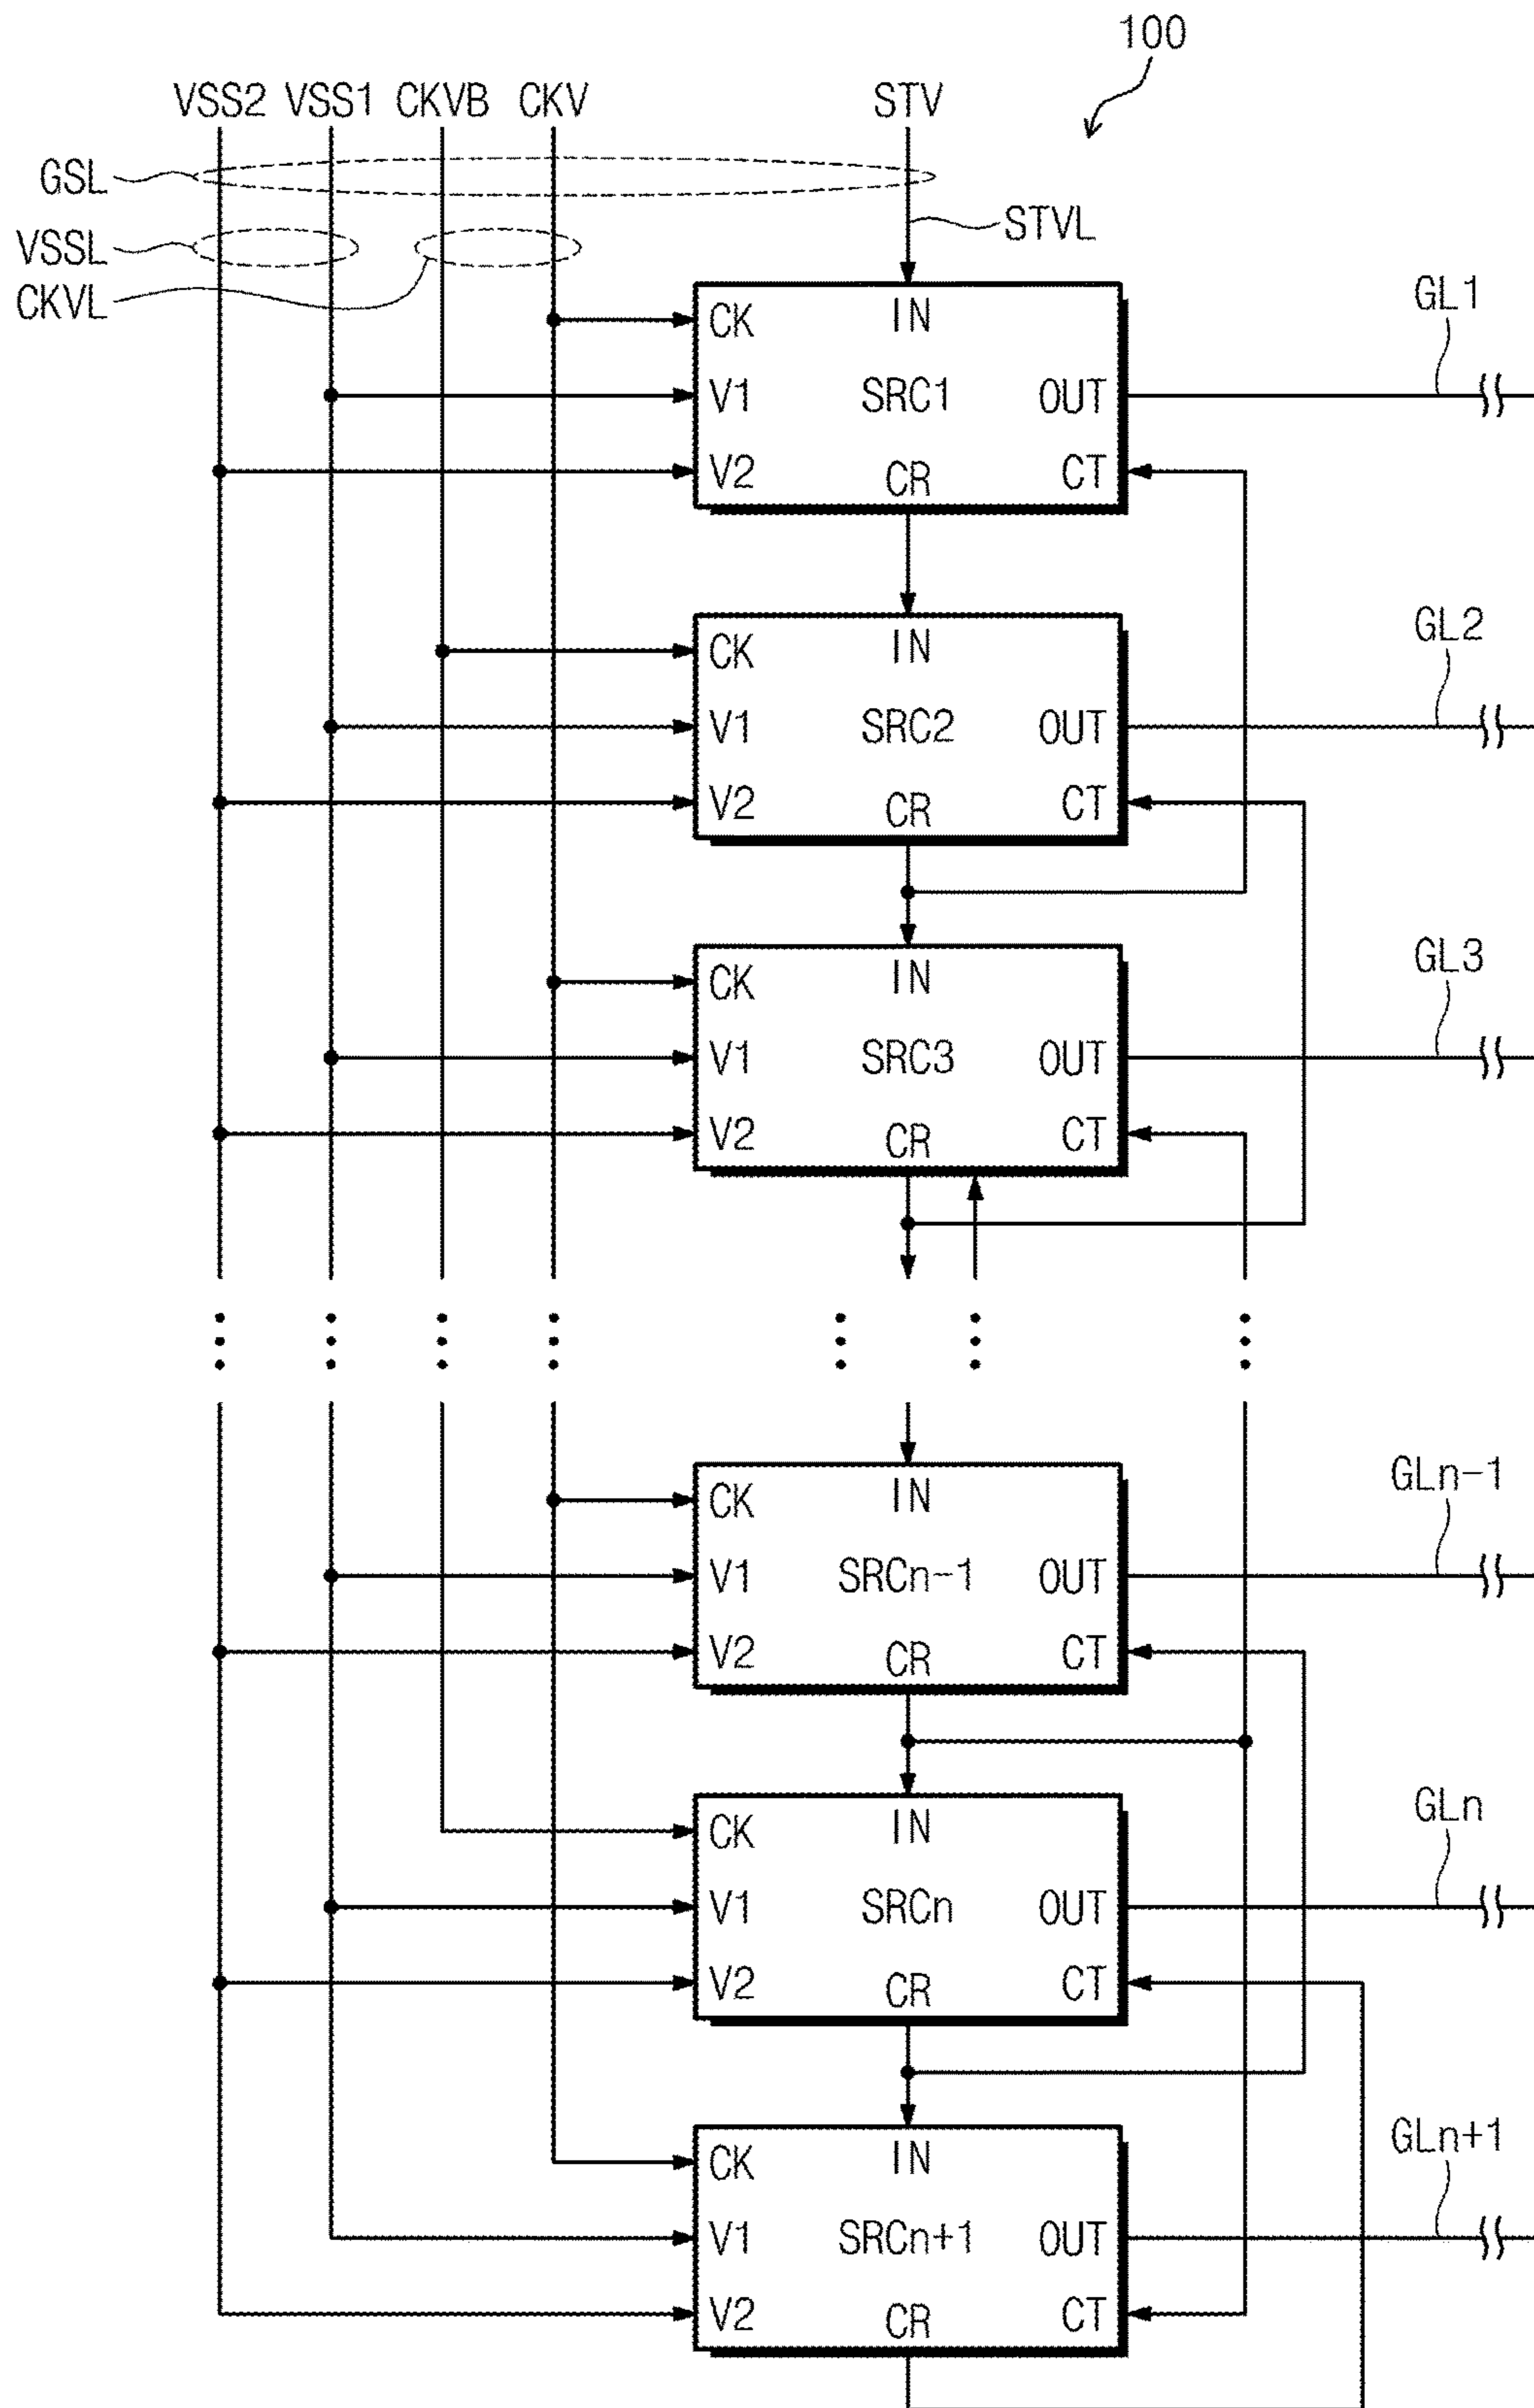 100
VSS2 VSS1 CKVB CKV STV
GSL
STVL
VSSL
CKVL
GL1
CK IN
V1 SRC1 OUT
V2 CR CT
GL2
CK IN
V1 SRC2 OUT
V2 CR CT
GL3
CK IN
V1 SRC3 OUT
V2 CR CT
GLn-1
CK IN
V1 SRCn-1 OUT
V2 CR CT
GLn
CK IN
V1 SRCn OUT
V2 CR CT
GLn+1
CK IN
V1 SRCn+1 OUT
V2 CR CT